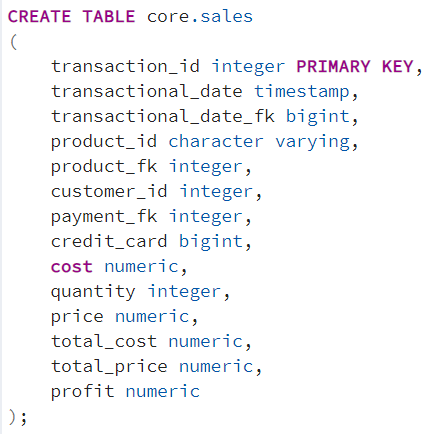 CREATE TABLE core.sales
(
    transaction_id integer PRIMARY KEY,
    transactional_date timestamp,
    transactional_date_fk bigint,
    product_id character varying,
    product_fk integer,
    customer_id integer,
    payment_fk integer,
    credit_card bigint,
    cost numeric,
    quantity integer,
    price numeric,
    total_cost numeric,
    total_price numeric,
    profit numeric
);